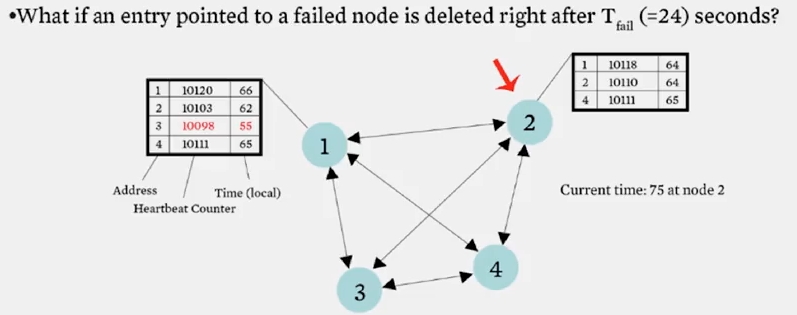 •What if an entry pointed to a failed node is deleted right after Tfail (=24) seconds?
1 10120 66
2 10103 62
3 10098 55
4 10111 65
Address
Time (local)
Heartbeat Counter
1 10118 64
2 10110 64
4 10111 65
Current time: 75 at node 2
1
2
3
4